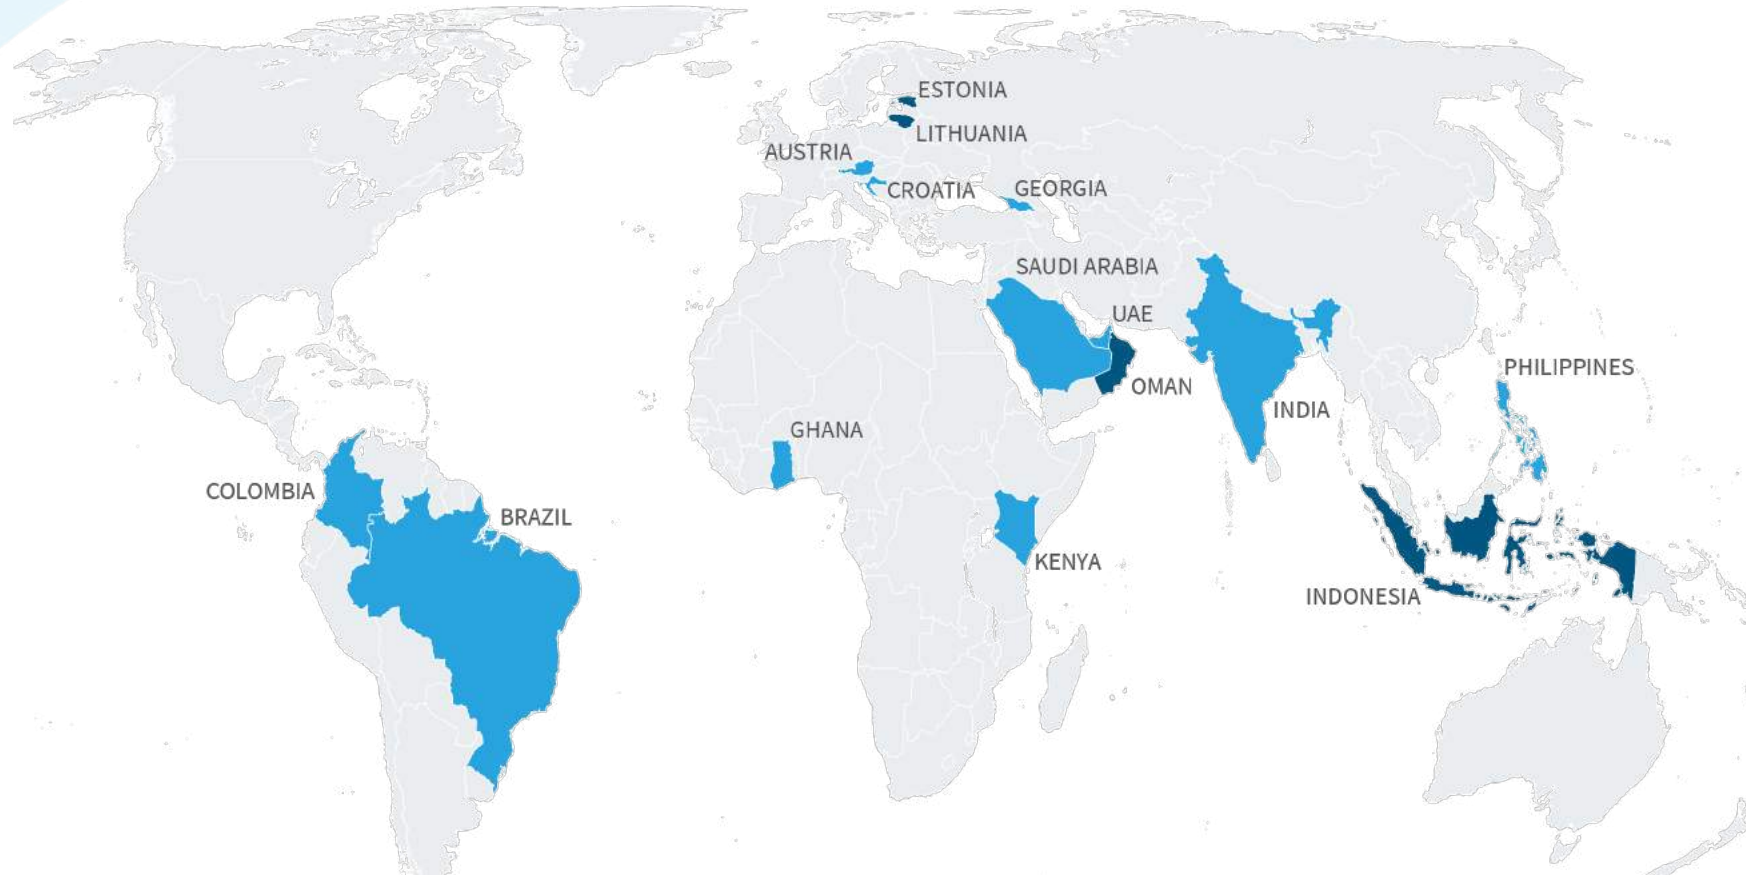 ESTONIA
LITHUANIA
AUSTRIA
CROATIA
GEORGIA
SAUDI ARABIA
UAE
OMAN
INDIA
PHILIPPINES
GHANA
COLOMBIA
BRAZIL
KENYA
INDONESIA